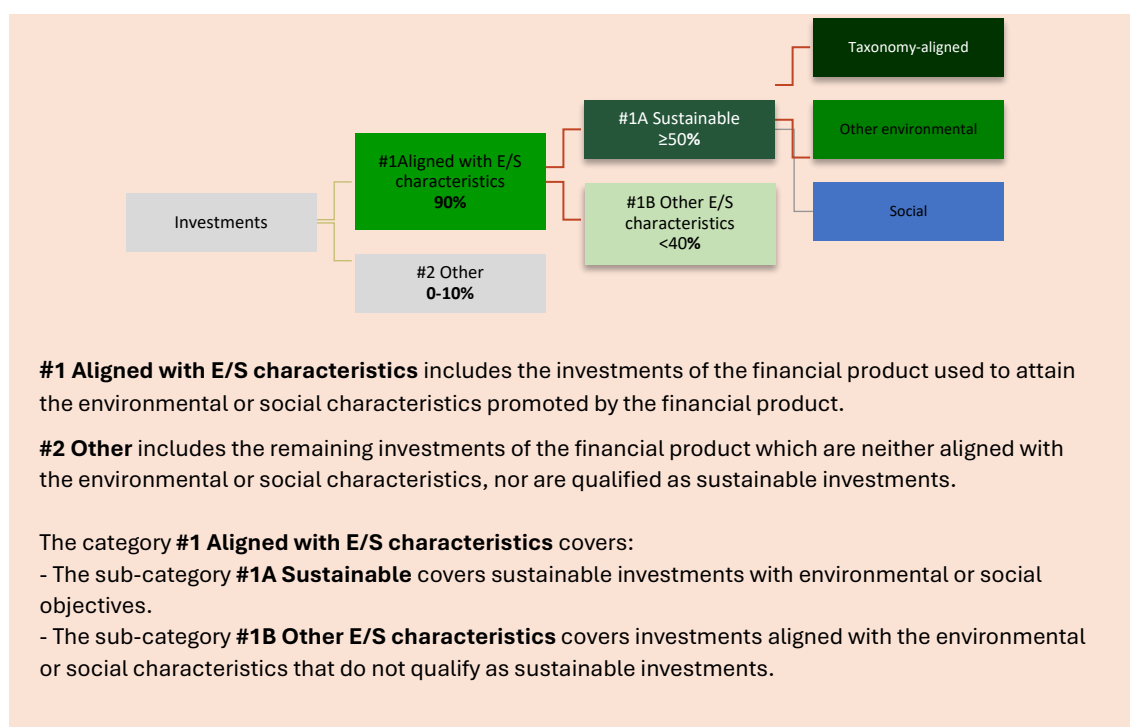 Taxonomy-aligned
#1A Sustainable
≥50%
Other environmental
#1Aligned with E/S
characteristics
90%
#1B Other E/S
characteristics
<40%
Social
Investments
#2 Other
0-10%
#1 Aligned with E/S characteristics includes the investments of the financial product used to attain
the environmental or social characteristics promoted by the financial product.
#2 Other includes the remaining investments of the financial product which are neither aligned with
the environmental or social characteristics, nor are qualified as sustainable investments.
The category #1 Aligned with E/S characteristics covers:
- The sub-category #1A Sustainable covers sustainable investments with environmental or social
objectives.
- The sub-category #1B Other E/S characteristics covers investments aligned with the environmental
or social characteristics that do not qualify as sustainable investments.